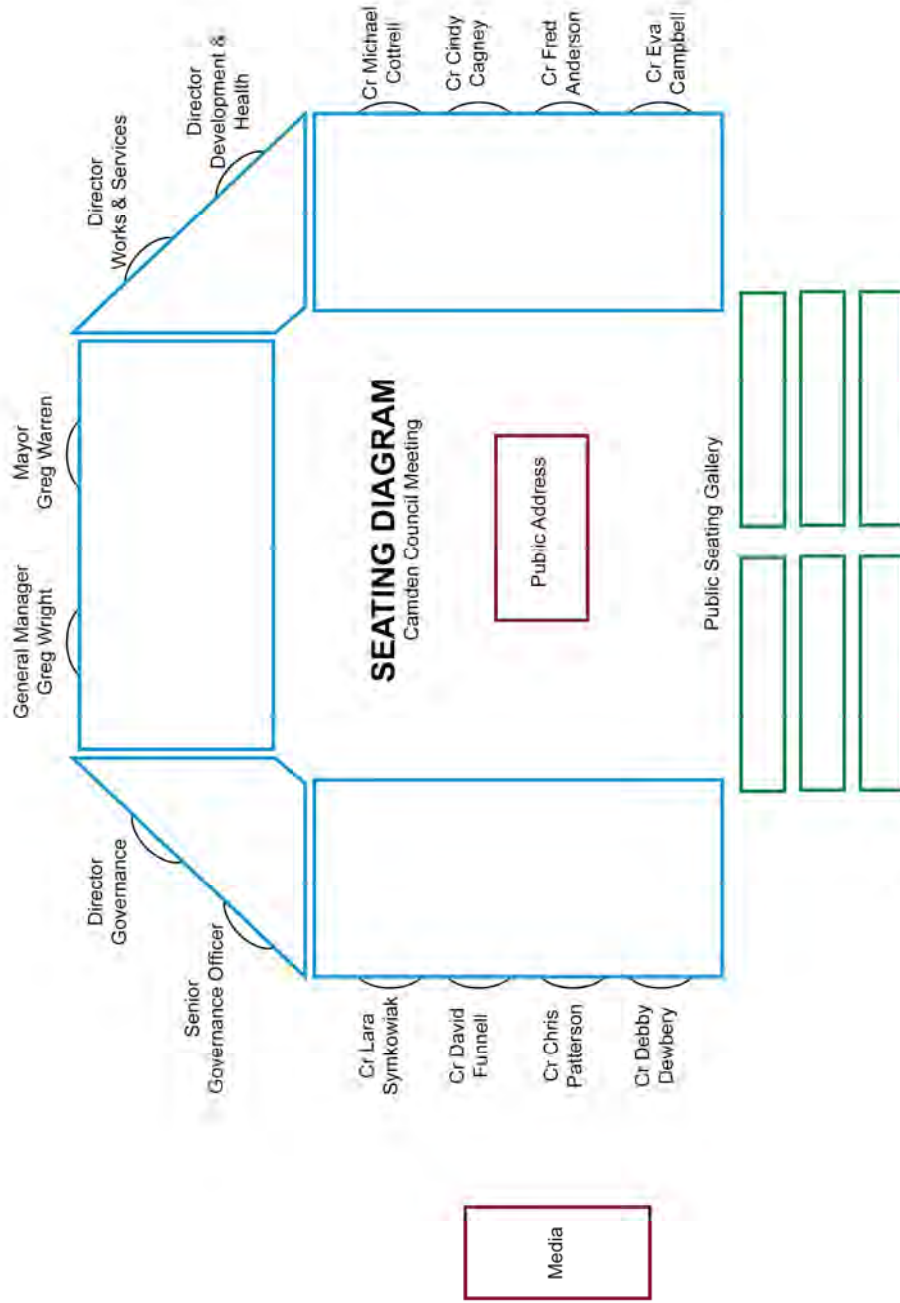 General Manager
Greg Wright
Mayor
Greg Warren
Director
Governance
Senior
Governance Officer
Director
Works & Services
Director
Development &
Health
SEATING DIAGRAM
Camden Council Meeting
Public Address
Cr Lara
Symkowiak
Cr David
Funnell
Cr Chris
Patterson
Cr Debby
Dewbery
Cr Michael
Cottrell
Cr Cindy
Cagney
Cr Fred
Anderson
Cr Eva
Campbell
Media
Public Seating Gallery